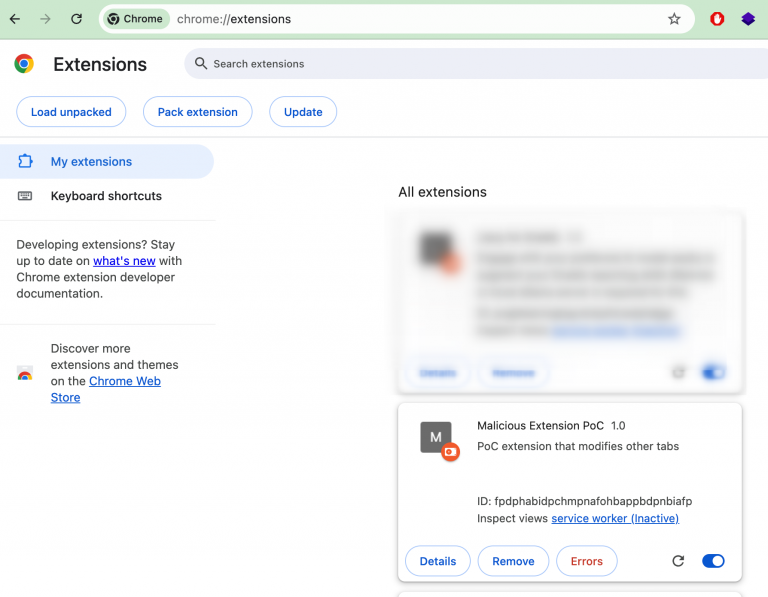 Chrome
chrome://extensions
Extensions
Search extensions
Load unpacked
Pack extension
Update
My extensions
Keyboard shortcuts
Developing extensions? Stay
up to date on what's new with
Chrome extension developer
documentation.
Discover more
extensions and themes
on the Chrome Web
Store
All extensions
Details
Remove
M
Malicious Extension PoC 1.0
PoC extension that modifies other tabs
ID: fpdphabidpchmpnafohbappbdpnbiafp
Inspect views service worker (Inactive)
Details
Remove
Errors